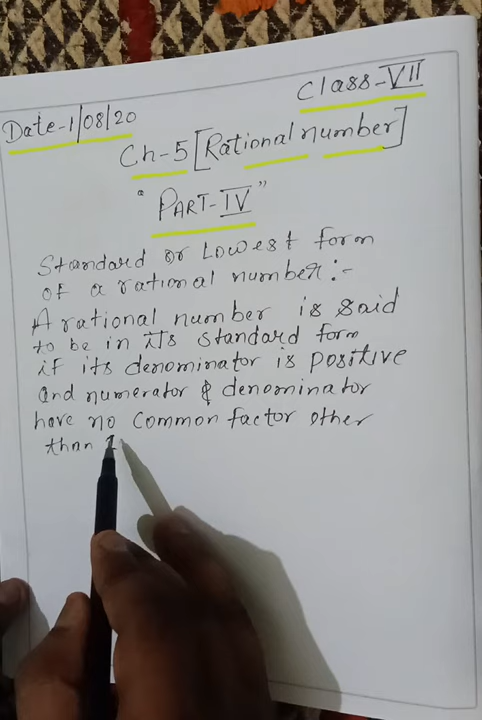 Class-VII
Date-1/08/20
Ch-5 [Rational number]
"PART-IV"
Standard or Lowest form
of a rational number:-
A rational number is said
to be in its standard form
if its denominator is positive
and numerator & denominator
have no common factor other
than 1